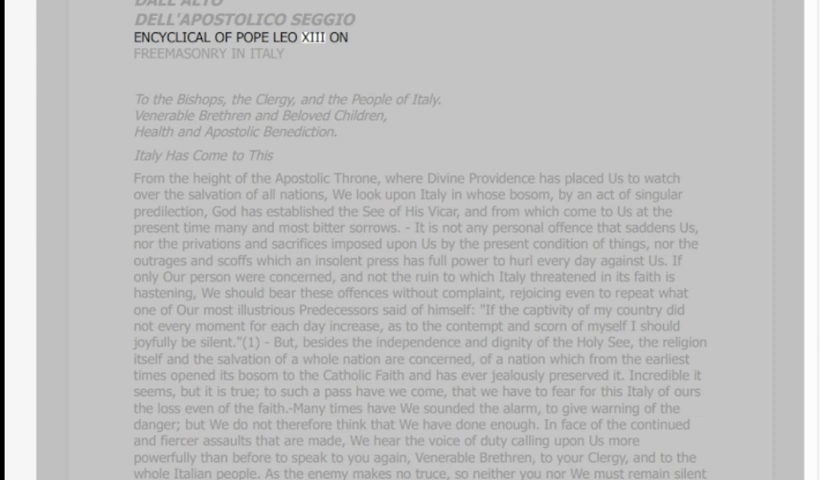 DALL'ALTO
DELL'APOSTOLICO SEGGIO
ENCYCLICAL OF POPE LEO XIII ON
FREEMASONRY IN ITALY
To the Bishops, the Clergy, and the People of Italy.
Venerable Brethren and Beloved Children,
Health and Apostolic Benediction.
Italy Has Come to This
From the height of the Apostolic Throne, where Divine Providence has placed Us to watch
over the salvation of all nations, We look upon Italy in whose bosom, by an act of singular
predilection, God has established the See of His Vicar, and from which come to Us at the
present time many and most bitter sorrows. - It is not any personal offence that saddens Us,
nor the privations and sacrifices imposed upon Us by the present condition of things, nor the
outrages and scoffs which an insolent press has full power to hurl every day against Us. If
only Our person were concerned, and not the ruin to which Italy threatened in its faith is
hastening, We should bear these offences without complaint, rejoicing even to repeat what
one of Our most illustrious Predecessors said of himself: "If the captivity of my country did
not every moment for each day increase, as to the contempt and scorn of myself I should
joyfully be silent."(1) - But, besides the independence and dignity of the Holy See, the religion
itself and the salvation of a whole nation are concerned, of a nation which from the earliest
times opened its bosom to the Catholic Faith and has ever jealously preserved it. Incredible it
seems, but it is true; to such a pass have we come, that we have to fear for this Italy of ours
the loss even of the faith.-Many times have We sounded the alarm, to give warning of the
danger; but We do not therefore think that We have done enough. In face of the continued
and fiercer assaults that are made, We hear the voice of duty calling upon Us more
powerfully than before to speak to you again, Venerable Brethren, to your Clergy, and to the
whole Italian people. As the enemy makes no truce, so neither you nor We must remain silent